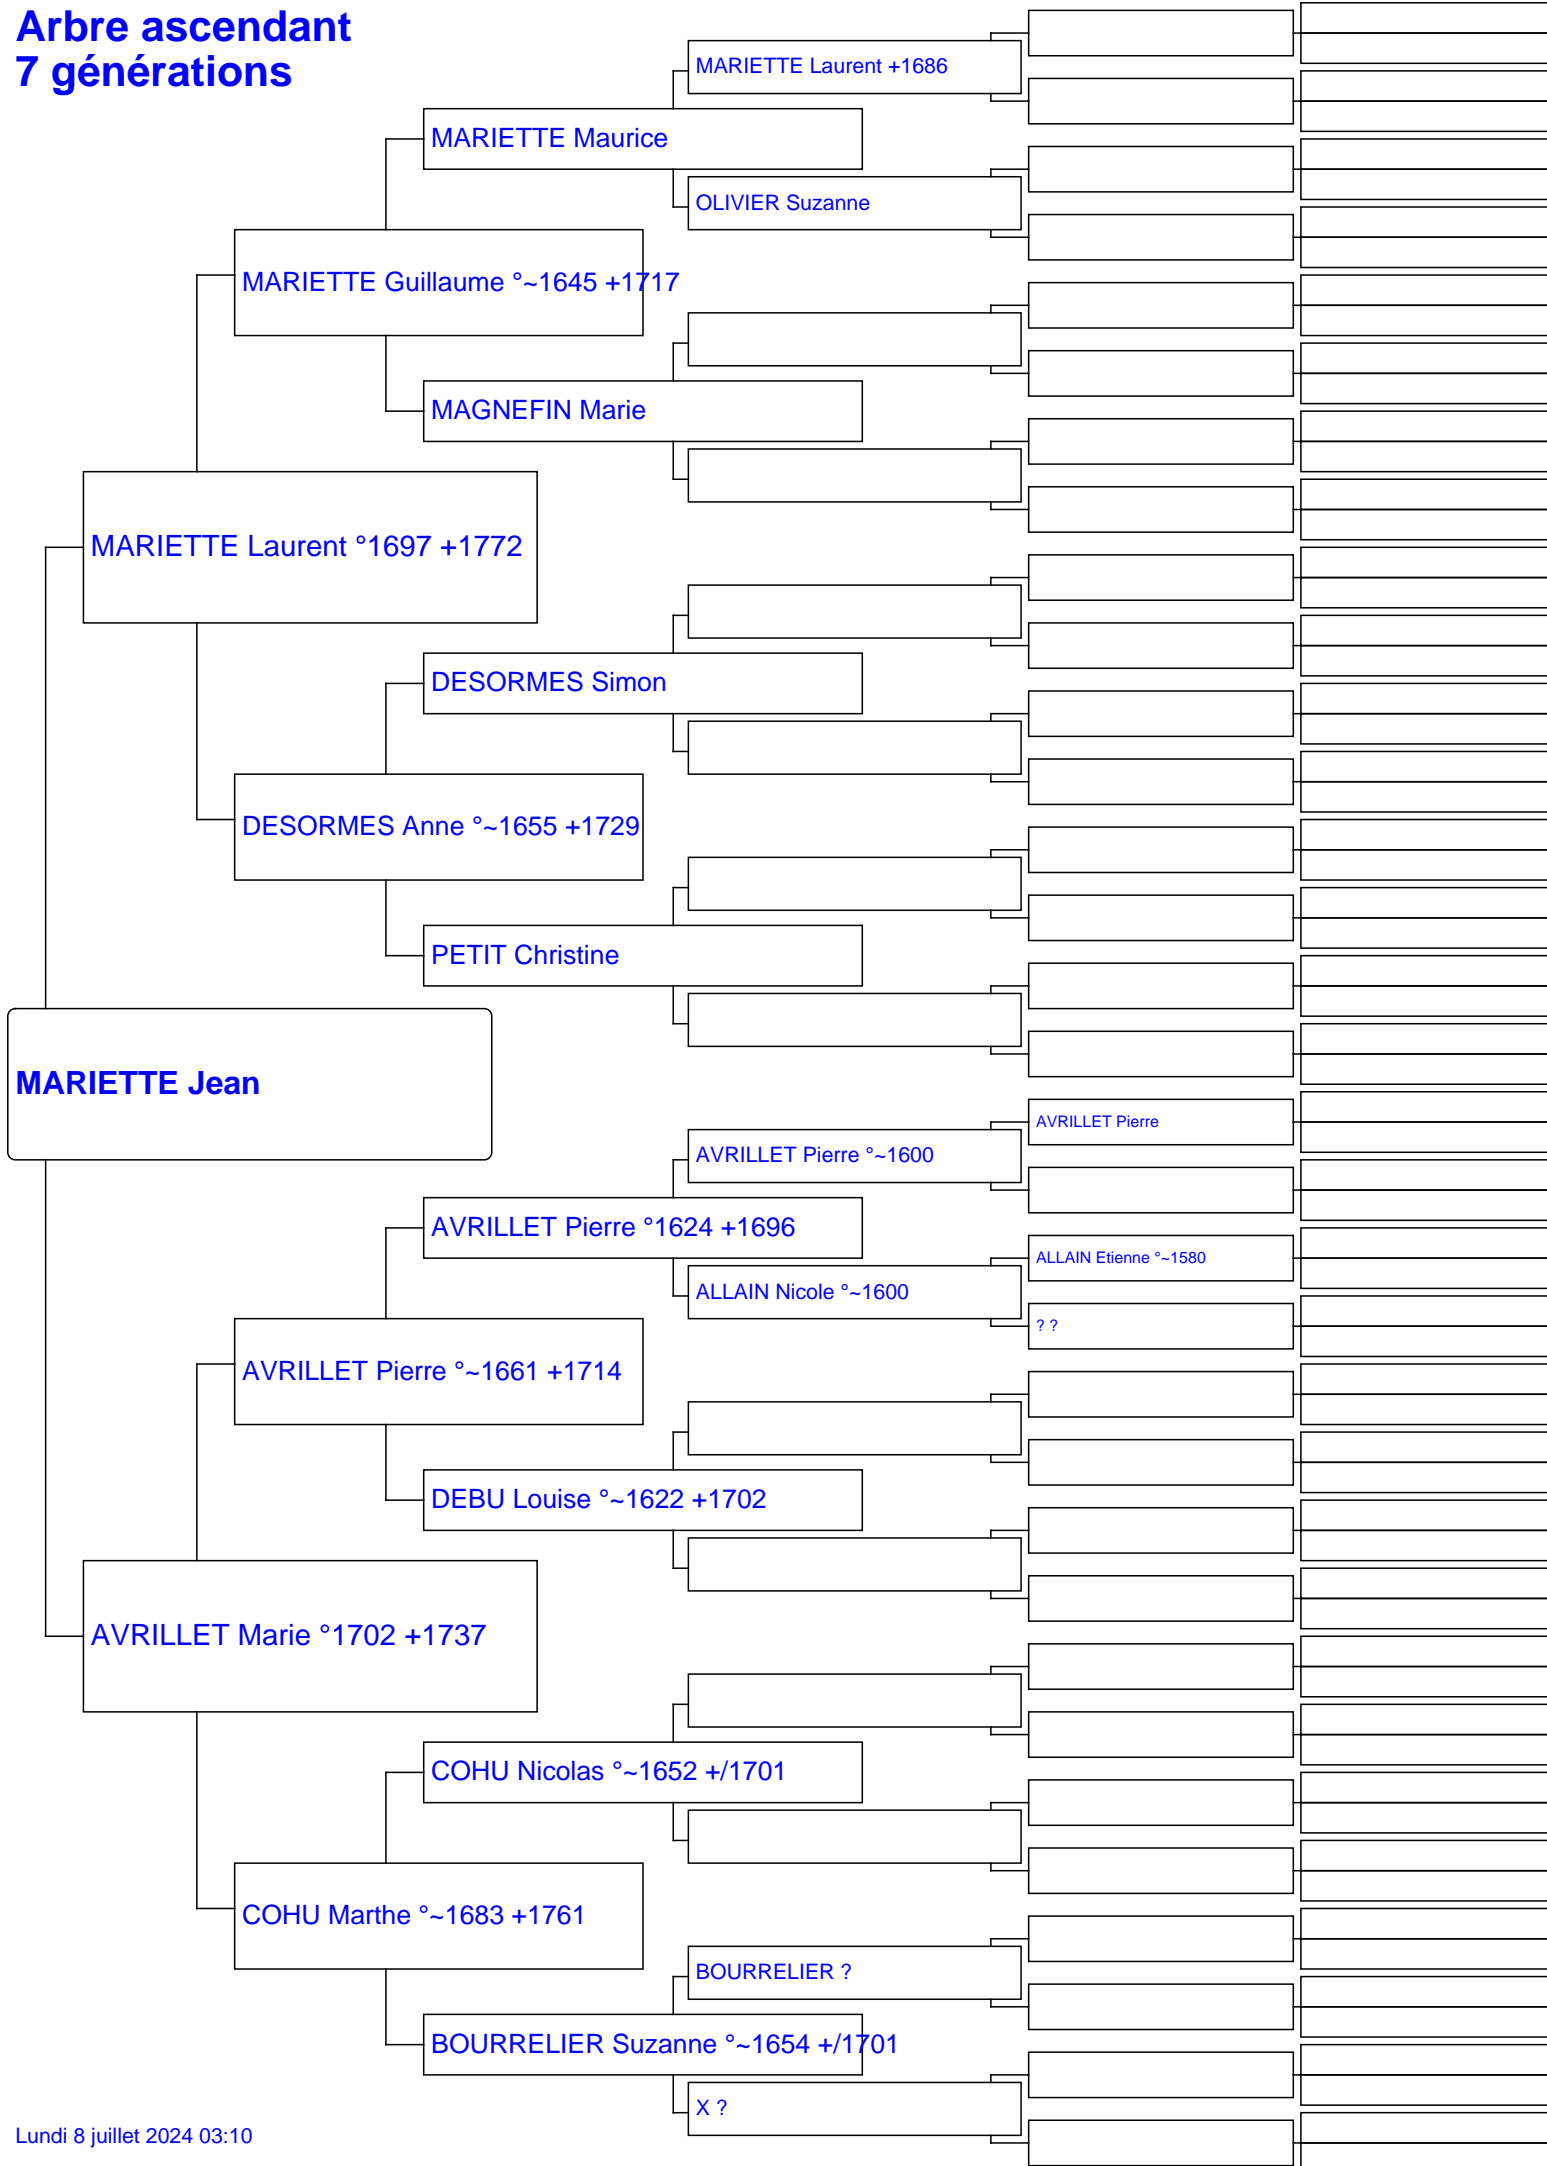 Arbre ascendant
7 générations
MARIETTE Laurent +1686
MARIETTE Maurice
OLIVIER Suzanne
MARIETTE Guillaume °~1645 +1717
MAGNEFIN Marie
MARIETTE Laurent °1697 +1772
DESORMES Simon
DESORMES Anne °~1655 +1729
PETIT Christine
MARIETTE Jean
AVRILLET Pierre
AVRILLET Pierre °~1600
AVRILLET Pierre °1624 +1696
ALLAIN Etienne °~1580
ALLAIN Nicole °~1600
? ?
AVRILLET Pierre °~1661 +1714
DEBU Louise °~1622 +1702
AVRILLET Marie °1702 +1737
COHU Nicolas °~1652 +/1701
COHU Marthe °~1683 +1761
BOURRELIER ?
BOURRELIER Suzanne °~1654 +/1701
X ?
Lundi 8 juillet 2024 03:10